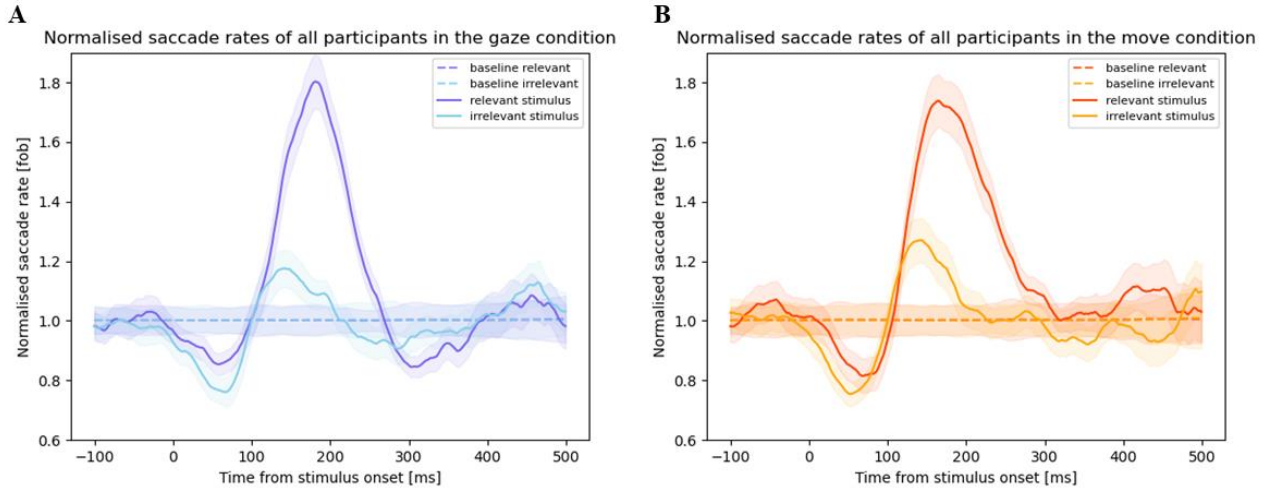 A
Normalised saccade rates of all participants in the gaze condition
Normalised saccade rate [fob]
1.8
1.6
1.4
1.2
1.0
0.8
0.6
baseline relevant
baseline irrelevant
relevant stimulus
irrelevant stimulus
−100 0 100 200 300 400 500
Time from stimulus onset [ms]
B
Normalised saccade rates of all participants in the move condition
Normalised saccade rate [fob]
1.8
1.6
1.4
1.2
1.0
0.8
0.6
baseline relevant
baseline irrelevant
relevant stimulus
irrelevant stimulus
−100 0 100 200 300 400 500
Time from stimulus onset [ms]